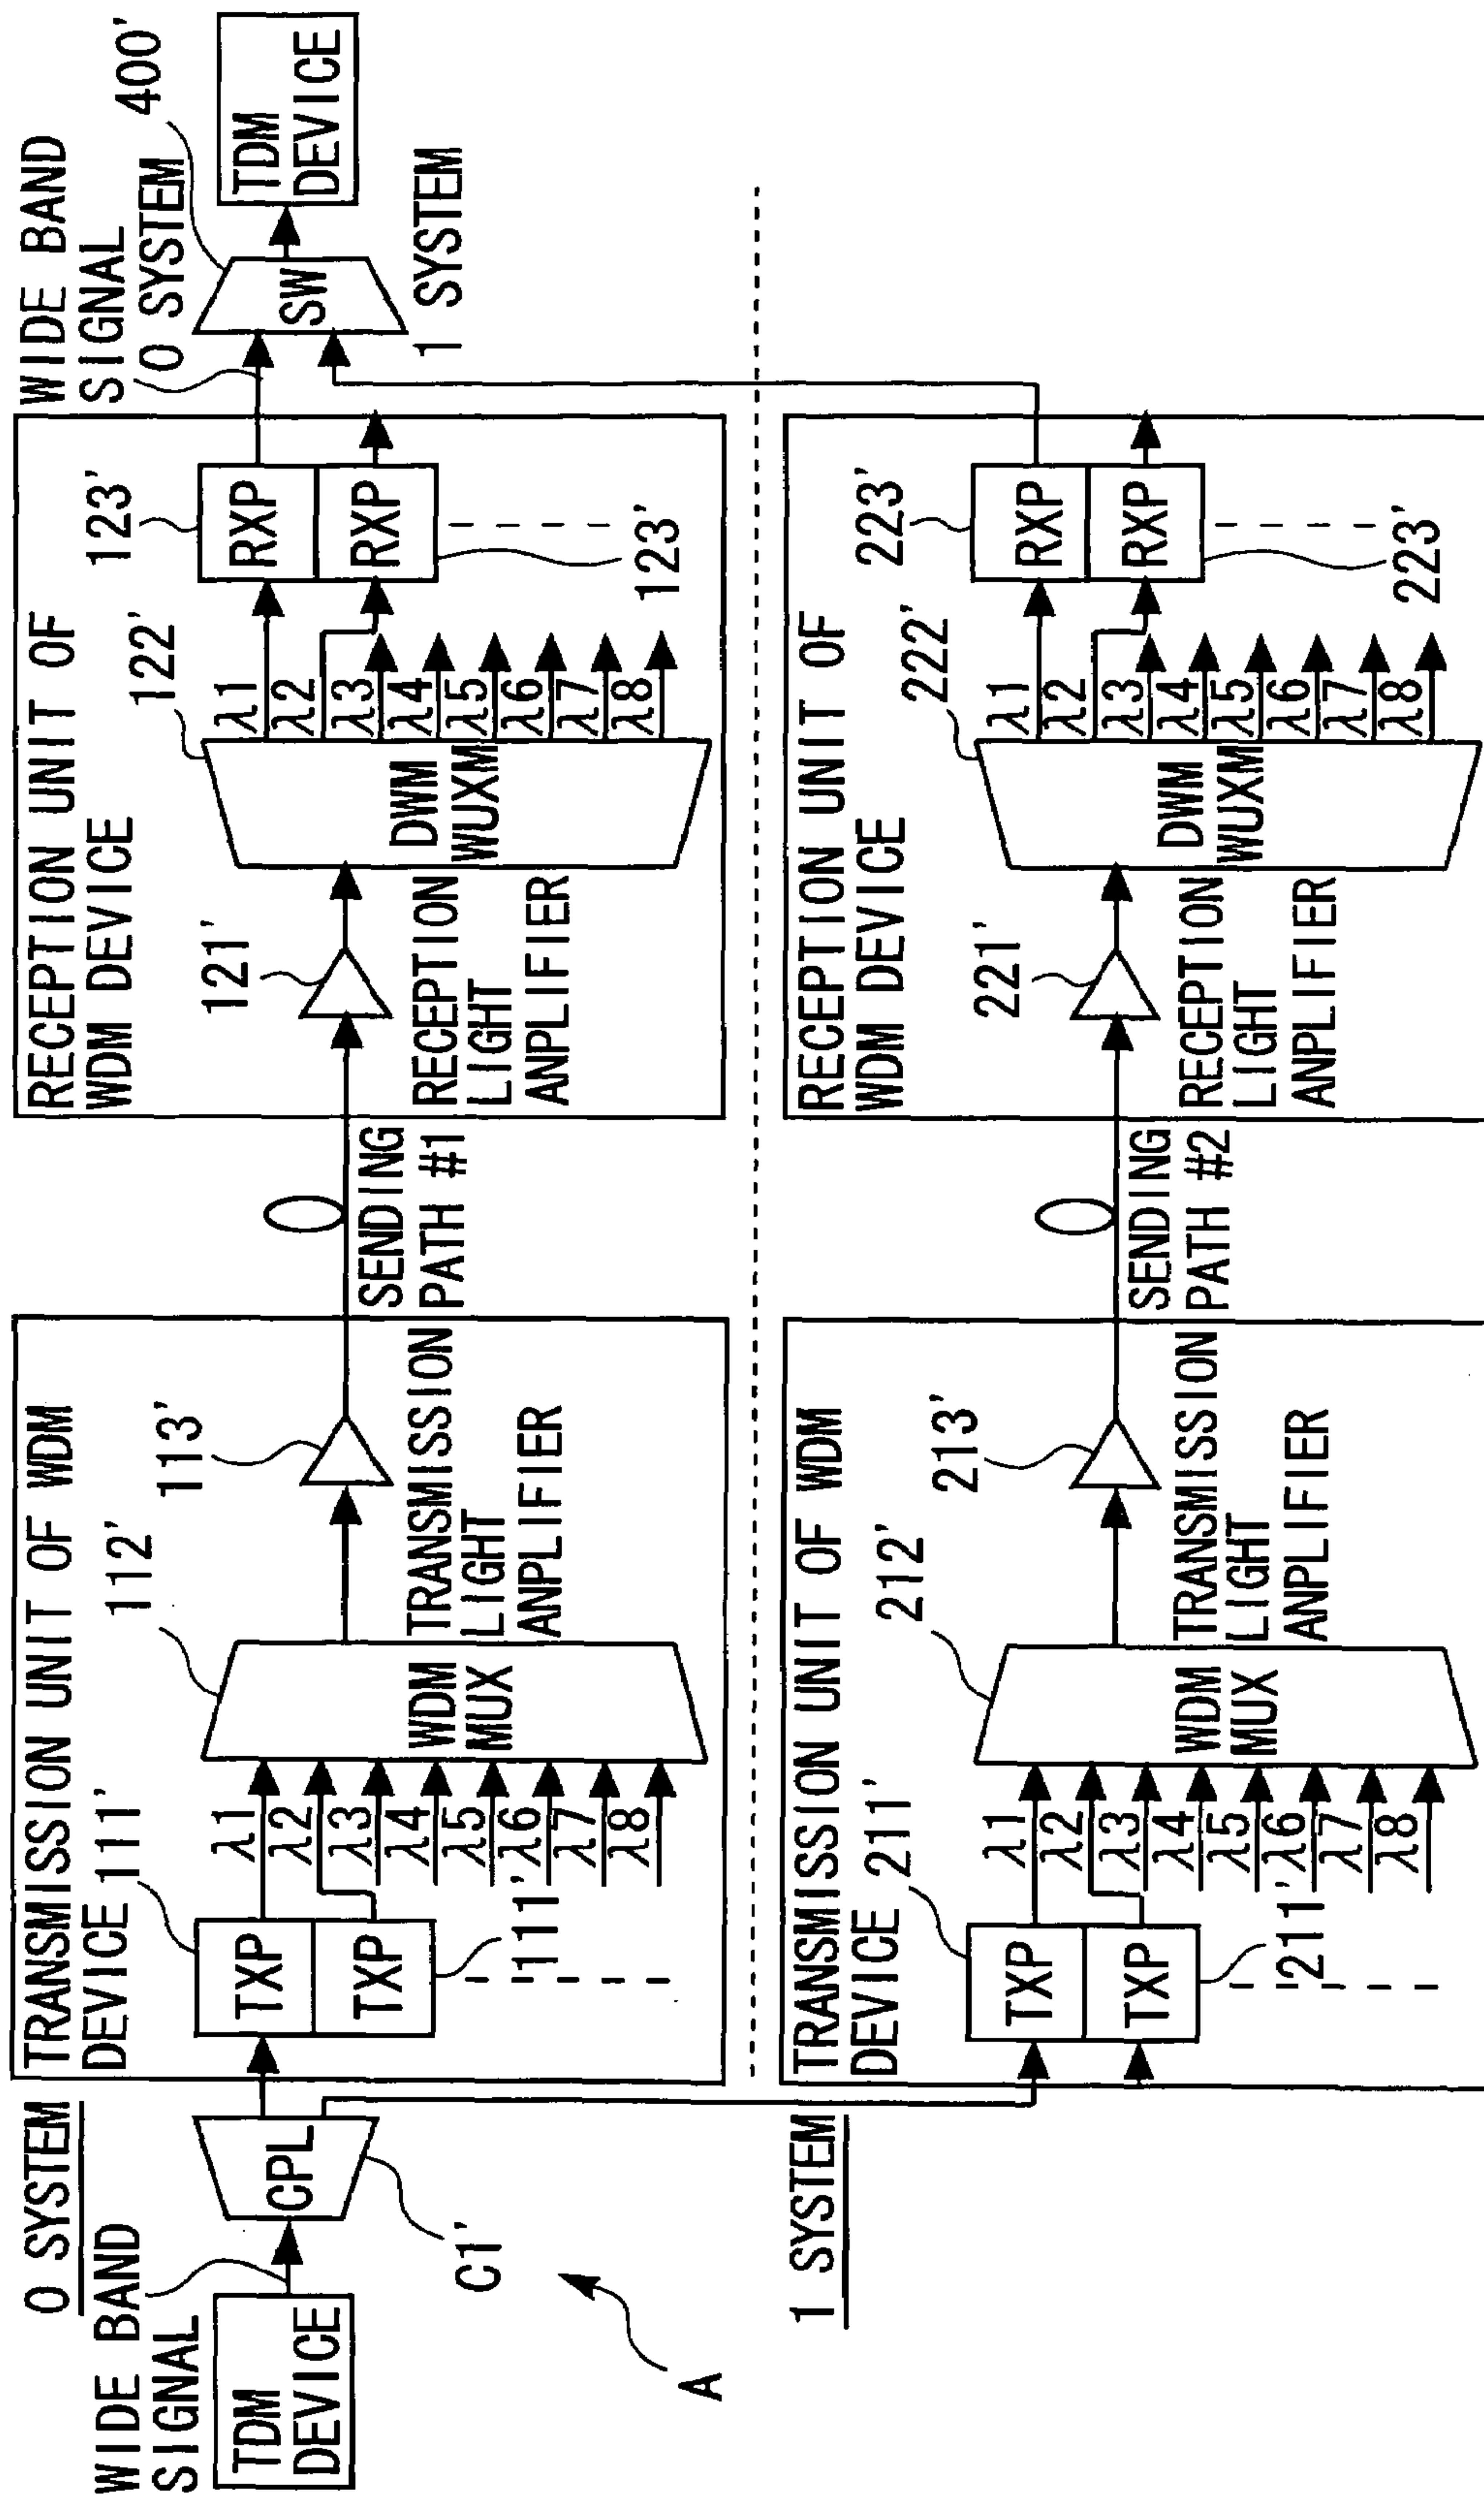 0 SYSTEM
WIDE BAND
SIGNAL
TDM
DEVICE
CPL
C1'
A
TRANSMISSION UNIT OF WDM
DEVICE
111'
TXP
TXP
111'
λ1
λ2
λ3
λ4
λ5
λ6
λ7
λ8
112'
WDM
MUX
113'
TRANSMISSION
LIGHT
ANPLIFIER
SENDING
PATH #1
RECEPTION UNIT OF
WDM DEVICE
121'
RECEPTION
LIGHT
ANPLIFIER
122'
DWM
WUXM
λ1
λ2
λ3
λ4
λ5
λ6
λ7
λ8
123'
RXP
RXP
123'
WIDE BAND
SIGNAL
0 SYSTEM
400'
SW
1 SYSTEM
TDM
DEVICE
1 SYSTEM
TRANSMISSION UNIT OF WDM
DEVICE
211'
TXP
TXP
211'
λ1
λ2
λ3
λ4
λ5
λ6
λ7
λ8
212'
WDM
MUX
213'
TRANSMISSION
LIGHT
ANPLIFIER
SENDING
PATH #2
RECEPTION UNIT OF
WDM DEVICE
221'
RECEPTION
LIGHT
ANPLIFIER
222'
DWM
WUXM
λ1
λ2
λ3
λ4
λ5
λ6
λ7
λ8
223'
RXP
RXP
223'